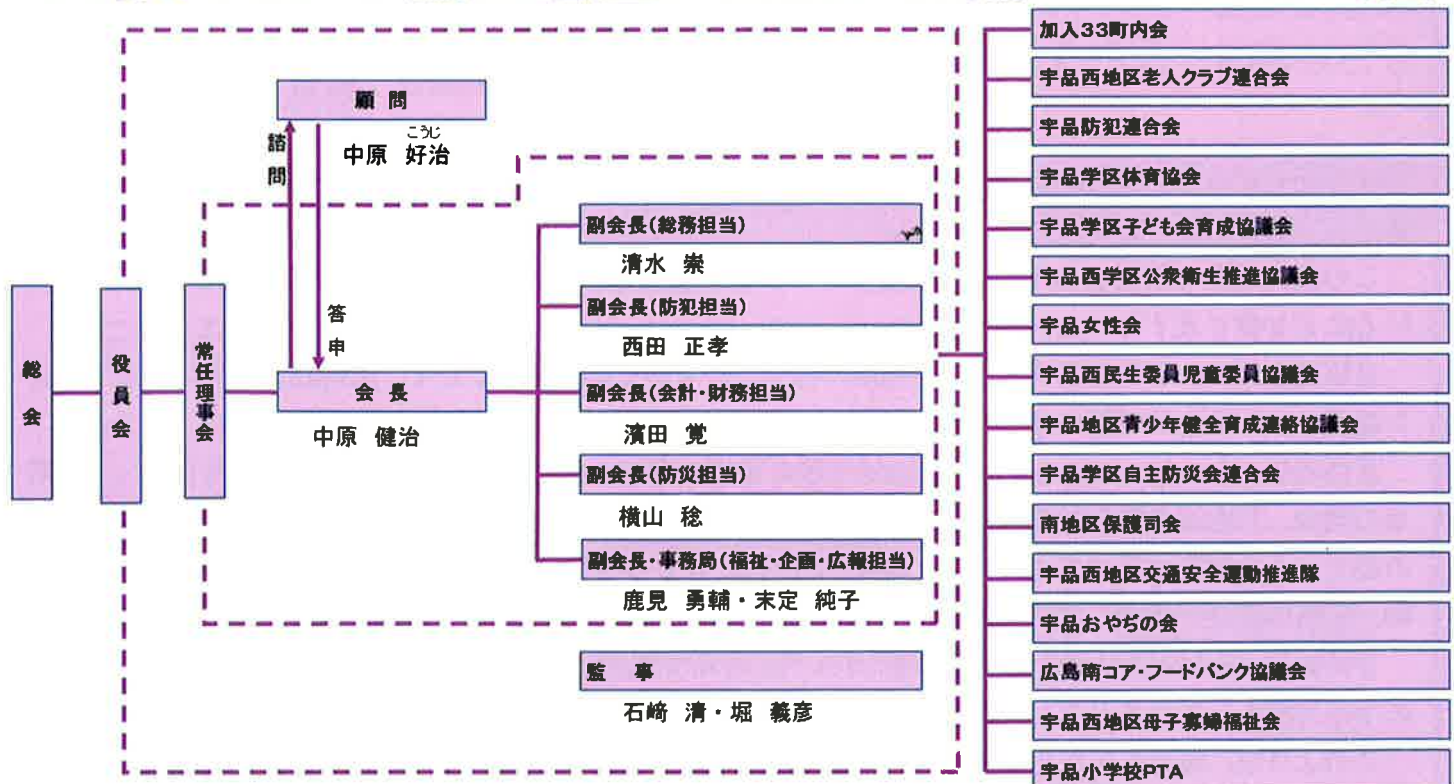 総会
役員会
常任理事会
顧 問
こうじ
中原 好治
諮問
答申
会 長
中原 健治
副会長(総務担当)
清水 崇
副会長(防犯担当)
西田 正孝
副会長(会計・財務担当)
濱田 覚
副会長(防災担当)
横山 稔
副会長・事務局(福祉・企画・広報担当)
鹿見 勇輔・末定 純子
監 事
石﨑 清・堀 義彦
加入33町内会
宇品西地区老人クラブ連合会
宇品防犯連合会
宇品学区体育協会
宇品学区子ども会育成協議会
宇品西学区公衆衛生推進協議会
宇品女性会
宇品西民生委員児童委員協議会
宇品地区青少年健全育成連絡協議会
宇品学区自主防災会連合会
南地区保護司会
宇品西地区交通安全運動推進隊
宇品おやぢの会
広島南コア・フードバンク協議会
宇品西地区母子寡婦福祉会
宇品小学校PTA